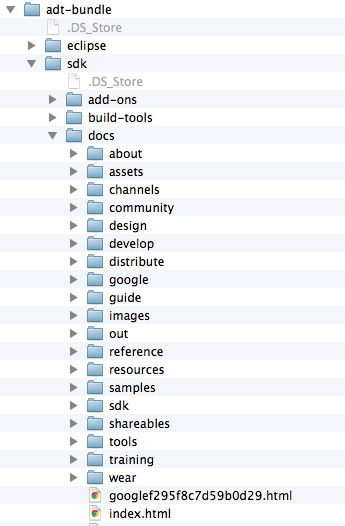 adt-bundle
.DS_Store
eclipse
sdk
.DS_Store
add-ons
build-tools
docs
about
assets
channels
community
design
develop
distribute
google
guide
images
out
reference
resources
samples
sdk
shareables
tools
training
wear
googlef295f8c7d59b0d29.html
index.html